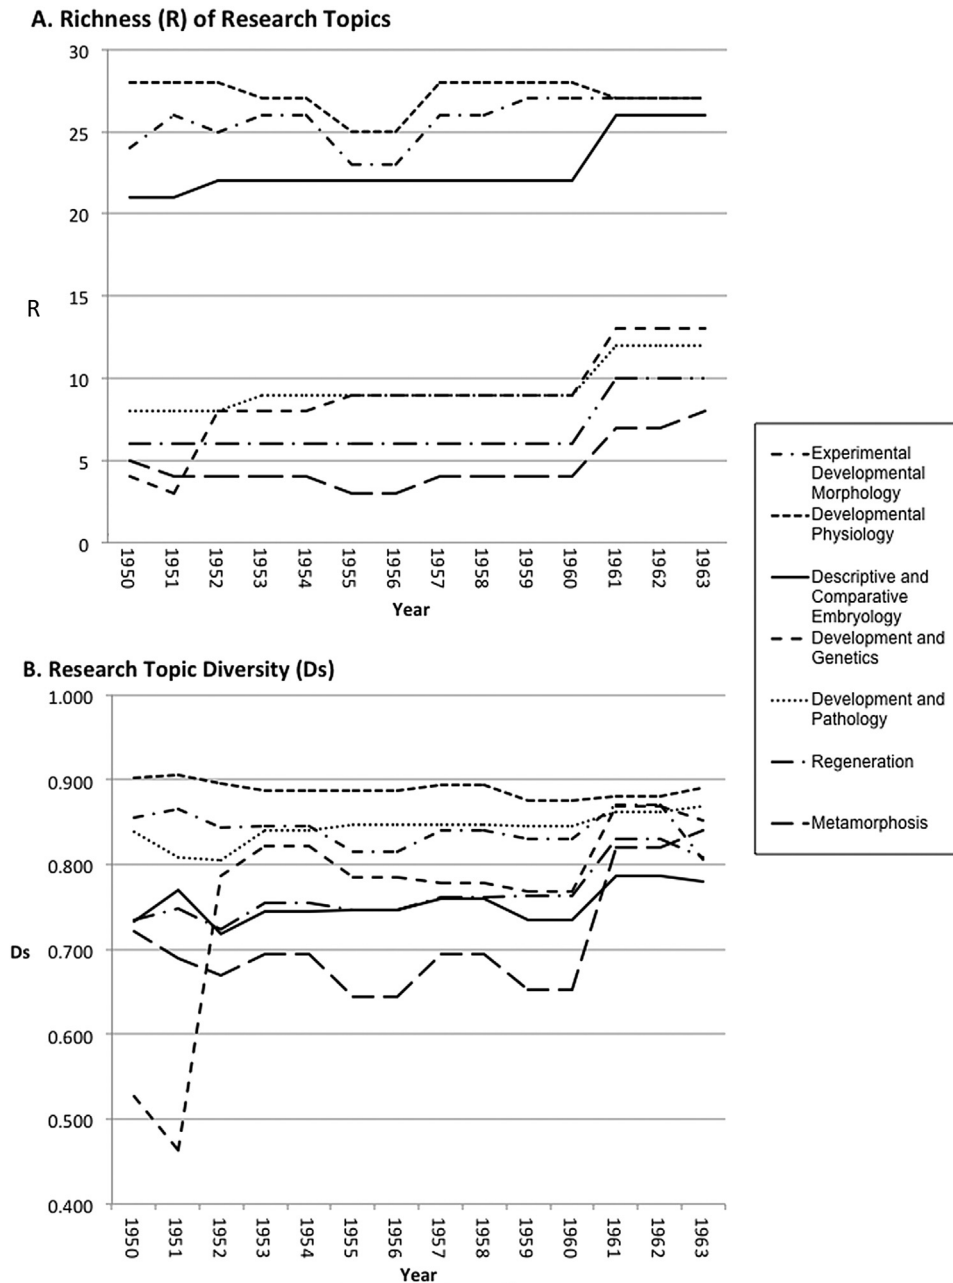 A. Richness (R) of Research Topics
30
25
20
15
R
10
5
0
1950
1951
1952
1953
1954
1955
1956
1957
1958
1959
1960
1961
1962
1963
Year
Experimental
Developmental
Morphology
Developmental
Physiology
Descriptive and
Comparative
Embryology
Development and
Genetics
Development and
Pathology
Regeneration
Metamorphosis
B. Research Topic Diversity (Ds)
1.000
0.900
0.800
0.700
Ds
0.600
0.500
0.400
1950
1951
1952
1953
1954
1955
1956
1957
1958
1959
1960
1961
1962
1963
Year